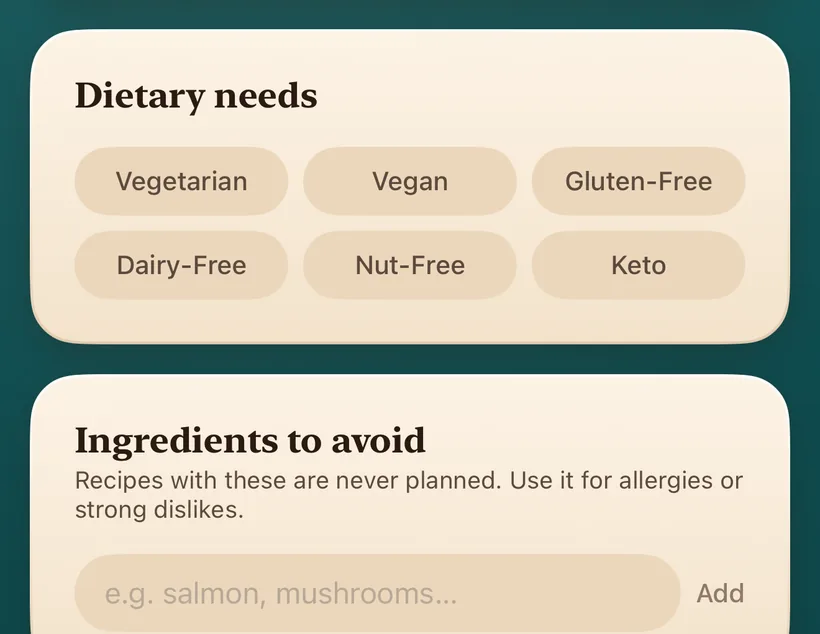 Dietary needs
Vegetarian
Vegan
Gluten-Free
Dairy-Free
Nut-Free
Keto
Ingredients to avoid
Recipes with these are never planned. Use it for allergies or
strong dislikes.
e.g. salmon, mushrooms...
Add